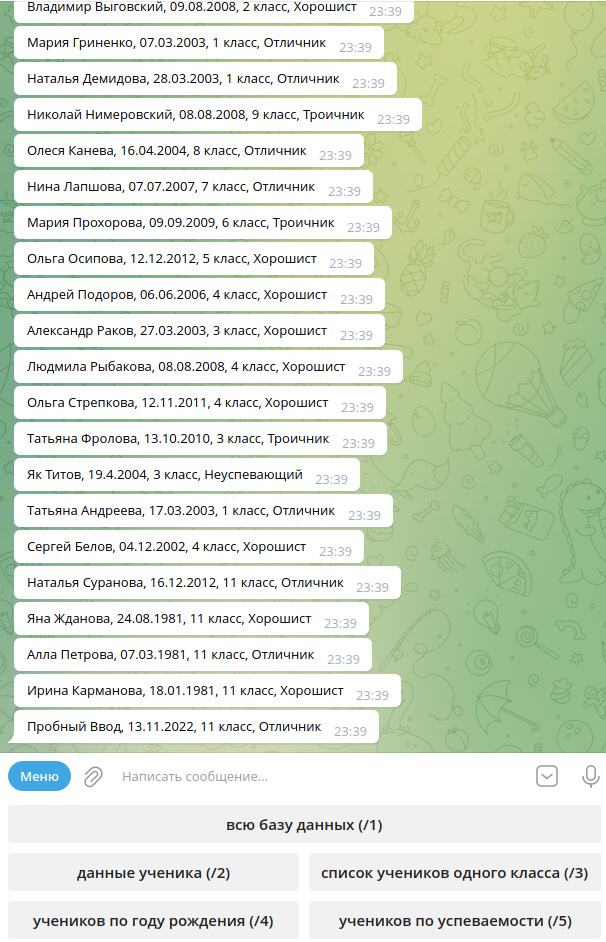 Владимир Выговский, 09.08.2008, 2 класс, Хорошист 23:39
Мария Гриненко, 07.03.2003, 1 класс, Отличник 23:39
Наталья Демидова, 28.03.2003, 1 класс, Отличник 23:39
Николай Нимеровский, 08.08.2008, 9 класс, Троичник 23:39
Олеся Канева, 16.04.2004, 8 класс, Отличник 23:39
Нина Лапшова, 07.07.2007, 7 класс, Отличник 23:39
Мария Прохорова, 09.09.2009, 6 класс, Троичник 23:39
Ольга Осипова, 12.12.2012, 5 класс, Хорошист 23:39
Андрей Подоров, 06.06.2006, 4 класс, Хорошист 23:39
Александр Раков, 27.03.2003, 3 класс, Хорошист 23:39
Людмила Рыбакова, 08.08.2008, 4 класс, Хорошист 23:39
Ольга Стрепкова, 12.11.2011, 4 класс, Хорошист 23:39
Татьяна Фролова, 13.10.2010, 3 класс, Троичник 23:39
Як Титов, 19.4.2004, 3 класс, Неуспевающий 23:39
Татьяна Андреева, 17.03.2003, 1 класс, Отличник 23:39
Сергей Белов, 04.12.2002, 4 класс, Хорошист 23:39
Наталья Суранова, 16.12.2012, 11 класс, Отличник 23:39
Яна Жданова, 24.08.1981, 11 класс, Хорошист 23:39
Алла Петрова, 07.03.1981, 11 класс, Отличник 23:39
Ирина Карманова, 18.01.1981, 11 класс, Хорошист 23:39
Пробный Ввод, 13.11.2022, 11 класс, Отличник 23:39
Меню Написать сообщение...
всю базу данных (/1)
данные ученика (/2) список учеников одного класса (/3)
учеников по году рождения (/4) учеников по успеваемости (/5)